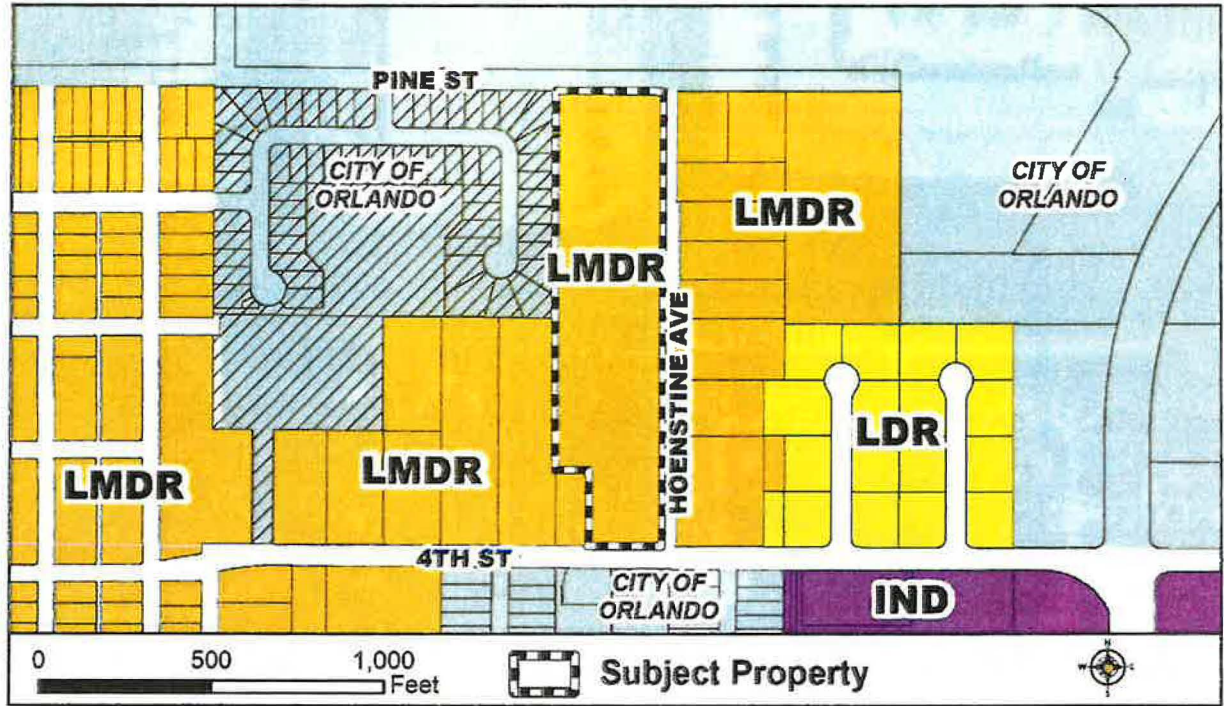 PINE ST
CITY OF
ORLANDO
CITY OF
ORLANDO
LMDR
LMDR
HOENSTINE AVE
LDR
LMDR
LMDR
4TH ST
CITY OF
ORLANDO
IND
0 500 1,000
Feet
Subject Property
N
W E
S